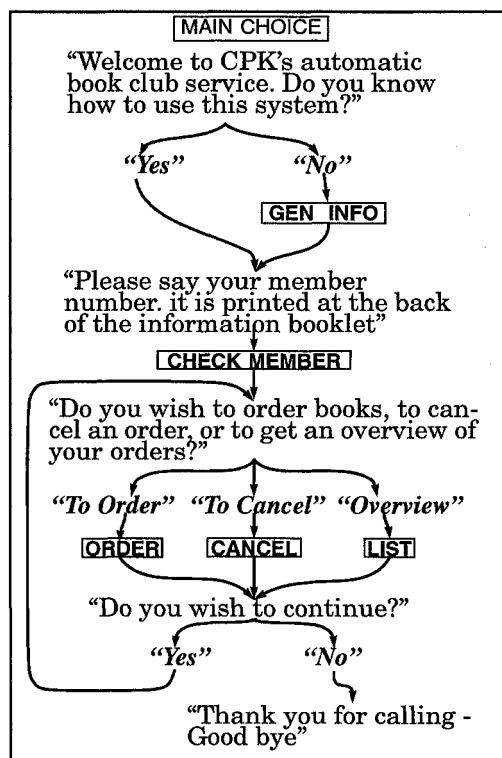 MAIN CHOICE
“Welcome to CPK’s automatic
book club service. Do you know
how to use this system?”
“Yes” “No”
GEN INFO
“Please say your member
number. it is printed at the back
of the information booklet”
CHECK MEMBER
“Do you wish to order books, to can-
cel an order, or to get an overview of
your orders?”
“To Order” “To Cancel” “Overview”
ORDER CANCEL LIST
“Do you wish to continue?”
“Yes” “No”
“Thank you for calling -
Good bye”